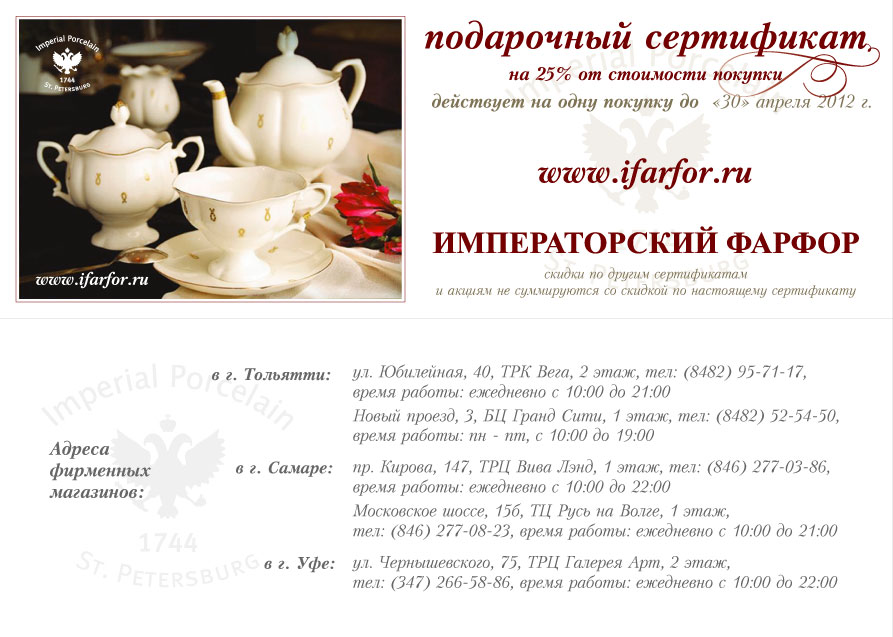 Imperial Porcelain
1744
St. Petersburg
www.ifarfor.ru
подарочный сертификат
на 25% от стоимости покупки
действует на одну покупку до «30» апреля 2012 г.
www.ifarfor.ru
ИМПЕРАТОРСКИЙ ФАРФОР
скидки по другим сертификатам
и акциям не суммируются со скидкой по настоящему сертификату
Imperial Porcelain
St. Petersburg
Адреса
фирменных
магазинов:
в г. Тольятти:
ул. Юбилейная, 40, ТРК Вега, 2 этаж, тел: (8482) 95-71-17,
время работы: ежедневно с 10:00 до 21:00
Новый проезд, 3, БЦ Гранд Сити, 1 этаж, тел: (8482) 52-54-50,
время работы: пн - пт, с 10:00 до 19:00
в г. Самаре:
пр. Кирова, 147, ТРЦ Вива Лэнд, 1 этаж, тел: (846) 277-03-86,
время работы: ежедневно с 10:00 до 22:00
Московское шоссе, 15б, ТЦ Русь на Волге, 1 этаж,
тел: (846) 277-08-23, время работы: ежедневно с 10:00 до 21:00
в г. Уфе:
ул. Чернышевского, 75, ТРЦ Галерея Арт, 2 этаж,
тел: (347) 266-58-86, время работы: ежедневно с 10:00 до 22:00
Imperial Porcelain
1744
St. Petersburg